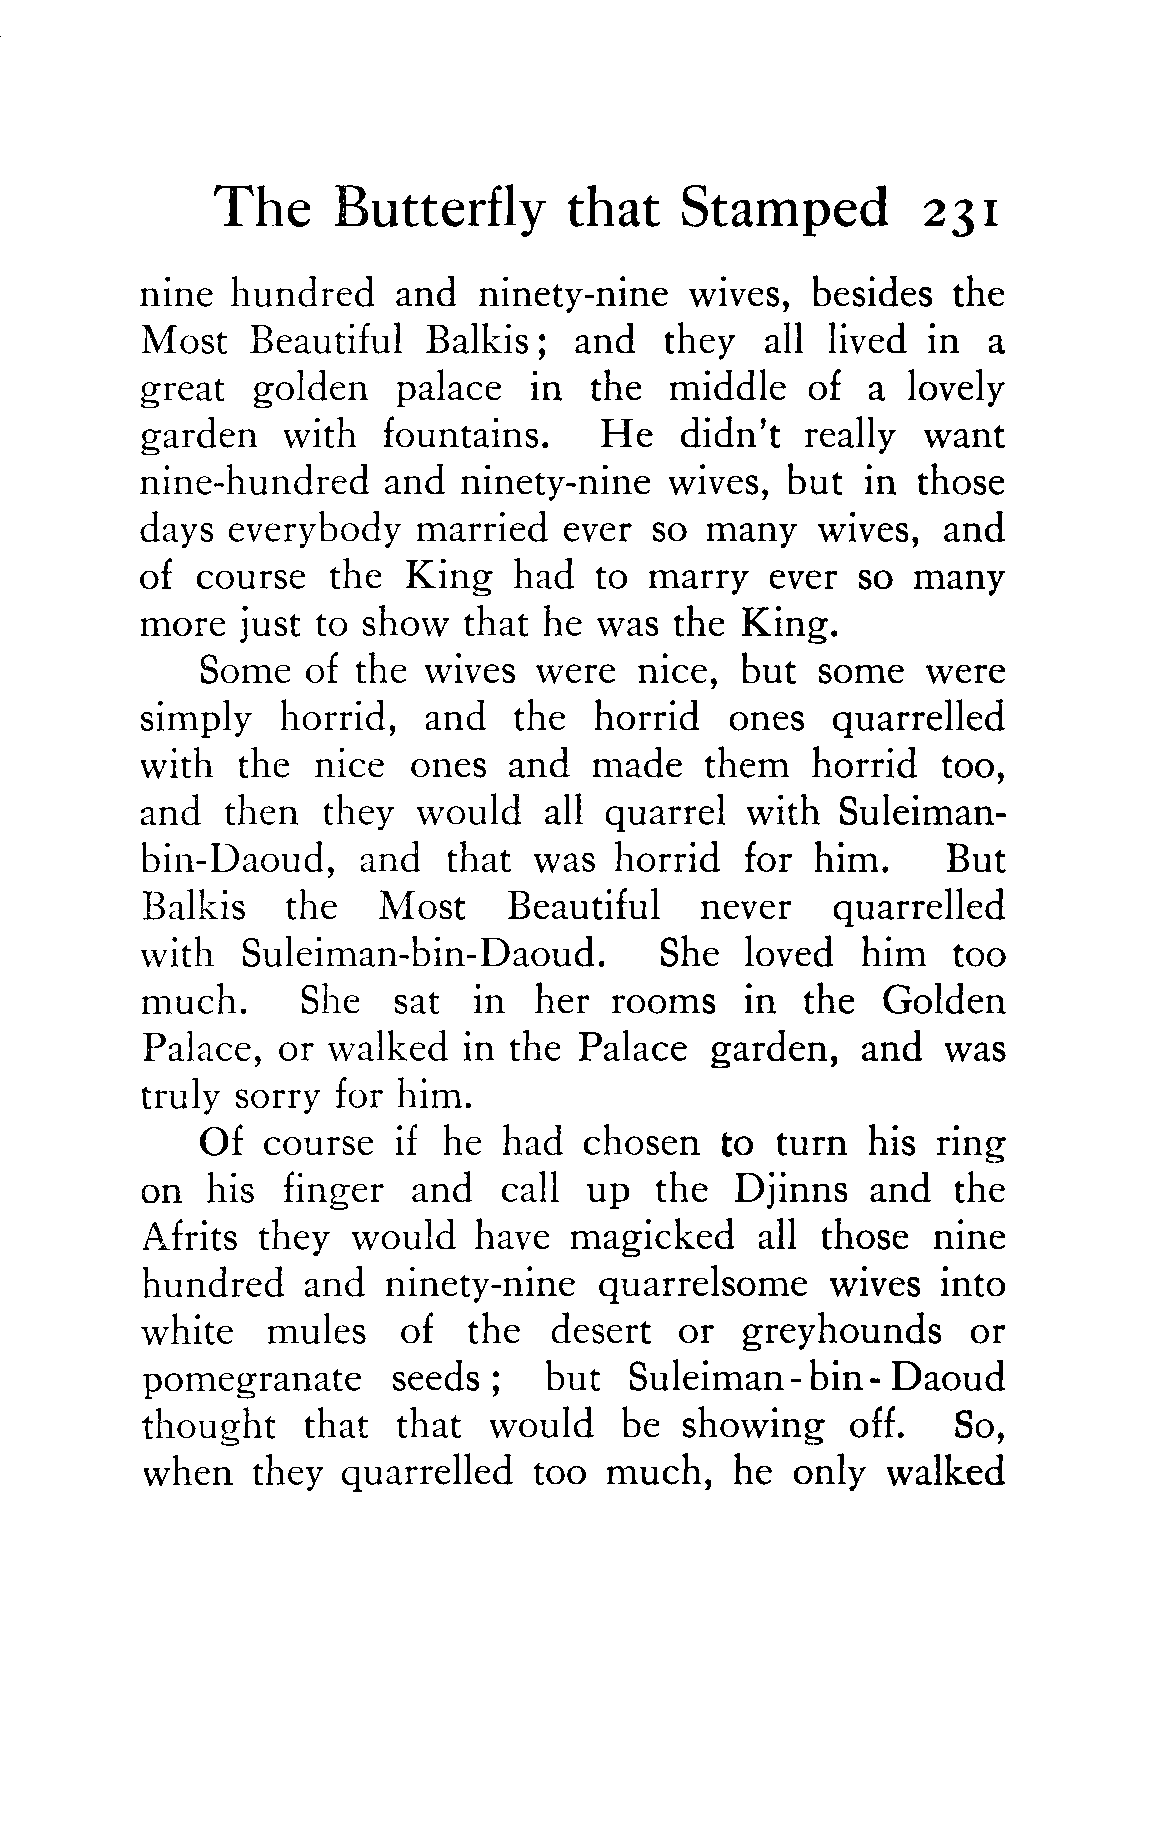 The Butterfly that Stamped 231
nine hundred and ninety-nine wives, besides the
Most Beautiful Balkis; and they all lived in a
great golden palace in the middle of a lovely
garden with fountains. He didn't really want
nine-hundred and ninety-nine wives, but in those
days everybody married ever so many wives, and
of course the King had to marry ever so many
more just to show that he was the King.
Some of the wives were nice, but some were
simply horrid, and the horrid ones quarrelled
with the nice ones and made them horrid too,
and then they would all quarrel with Suleiman-
bin-Daoud, and that was horrid for him. But
Balkis the Most Beautiful never quarrelled
with Suleiman-bin-Daoud. She loved him too
much. She sat in her rooms in the Golden
Palace, or walked in the Palace garden, and was
truly sorry for him.
Of course if he had chosen to turn his ring
on his finger and call up the Djinns and the
Afrits they would have magicked all those nine
hundred and ninety-nine quarrelsome wives into
white mules of the desert or greyhounds or
pomegranate seeds; but Suleiman-bin-Daoud
thought that that would be showing off. So,
when they quarrelled too much, he only walked